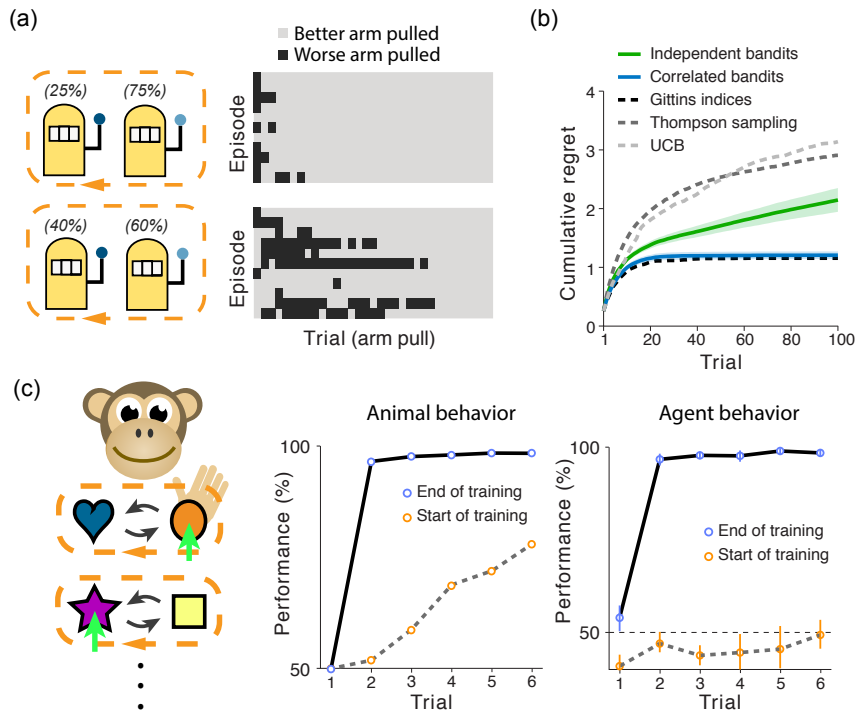 (a)
Better arm pulled
Worse arm pulled
(25%) (75%)
Episode
(40%) (60%)
Episode
Trial (arm pull)
(b)
Independent bandits
Correlated bandits
Gittins indices
Thompson sampling
UCB
Cumulative regret
4
3
2
1
0
1 20 40 60 80 100
Trial
(c)
Animal behavior
Performance (%)
100
50
End of training
Start of training
1 2 3 4 5 6
Trial
Agent behavior
Performance (%)
100
50
End of training
Start of training
1 2 3 4 5 6
Trial